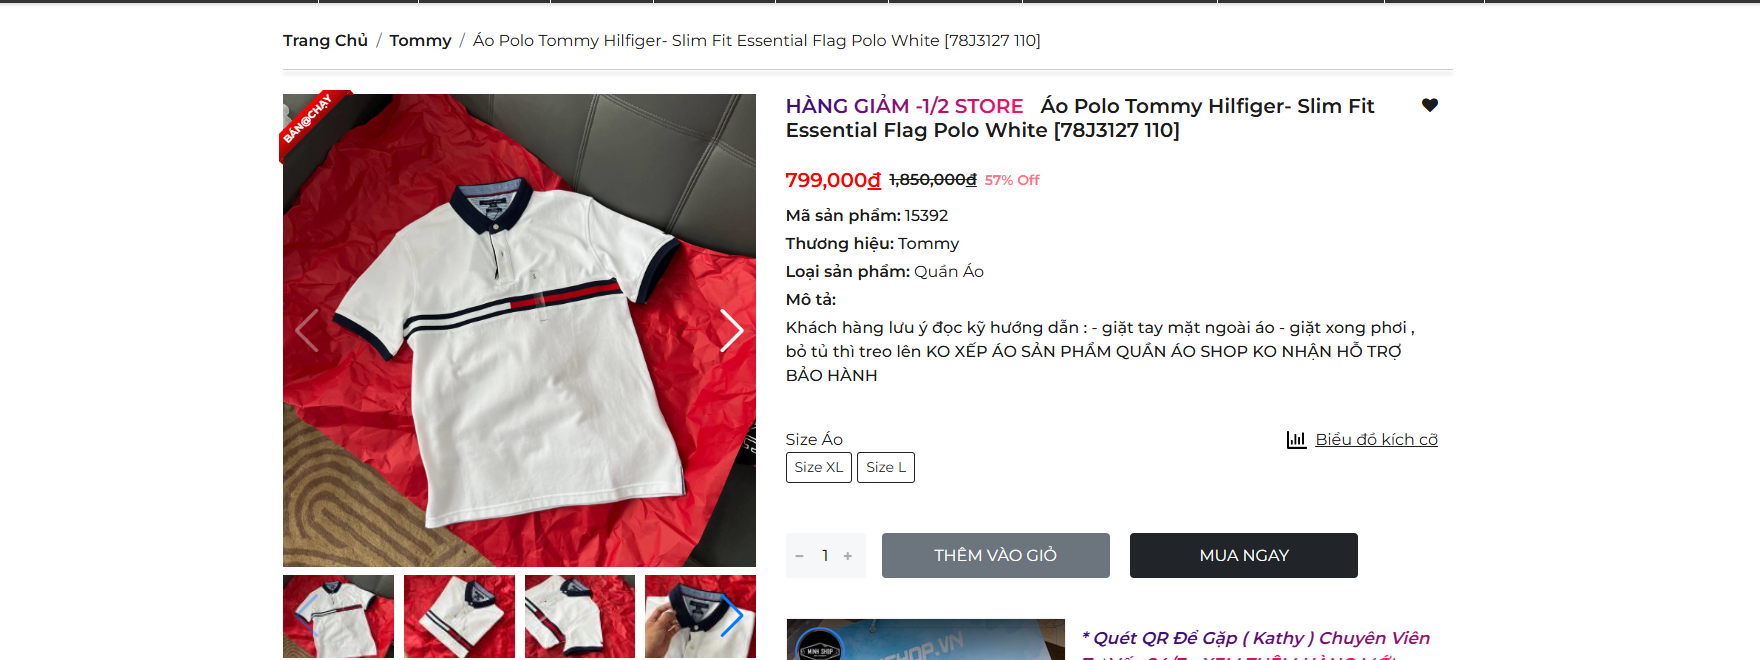 Trang Chủ / Tommy / Áo Polo Tommy Hilfiger- Slim Fit Essential Flag Polo White [78J3127 110]
BÁN@CHẠY
HÀNG GIẢM -1/2 STORE Áo Polo Tommy Hilfiger- Slim Fit
Essential Flag Polo White [78J3127 110]
799,000₫ 1,850,000₫ 57% Off
Mã sản phẩm: 15392
Thương hiệu: Tommy
Loại sản phẩm: Quần Áo
Mô tả:
Khách hàng lưu ý đọc kỹ hướng dẫn : - giặt tay mặt ngoài áo - giặt xong phơi ,
bỏ tủ thì treo lên KO XẾP ÁO SẢN PHẨM QUẦN ÁO SHOP KO NHẬN HỖ TRỢ
BẢO HÀNH
Size Áo
Biểu đồ kích cỡ
Size XL Size L
− 1 + THÊM VÀO GIỎ MUA NGAY
MINH SHOP
SHOP.VN
* Quét QR Để Gặp ( Kathy ) Chuyên Viên